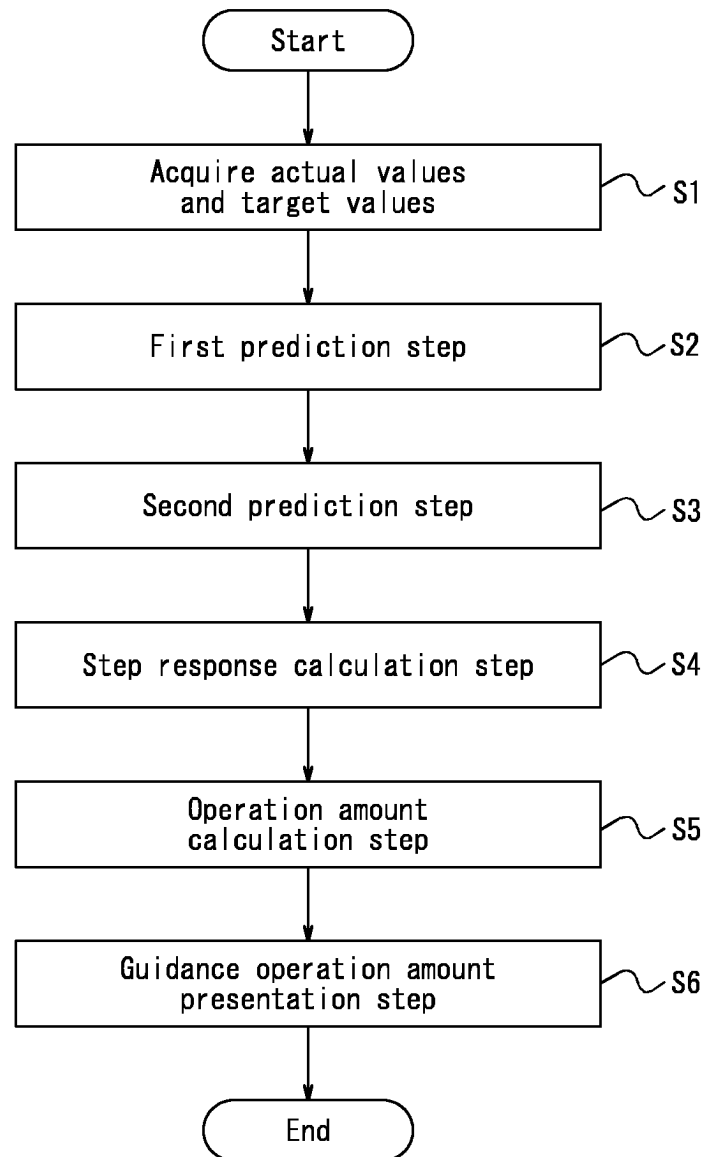 Start
Acquire actual values
and target values
S1
First prediction step
S2
Second prediction step
S3
Step response calculation step
S4
Operation amount
calculation step
S5
Guidance operation amount
presentation step
S6
End